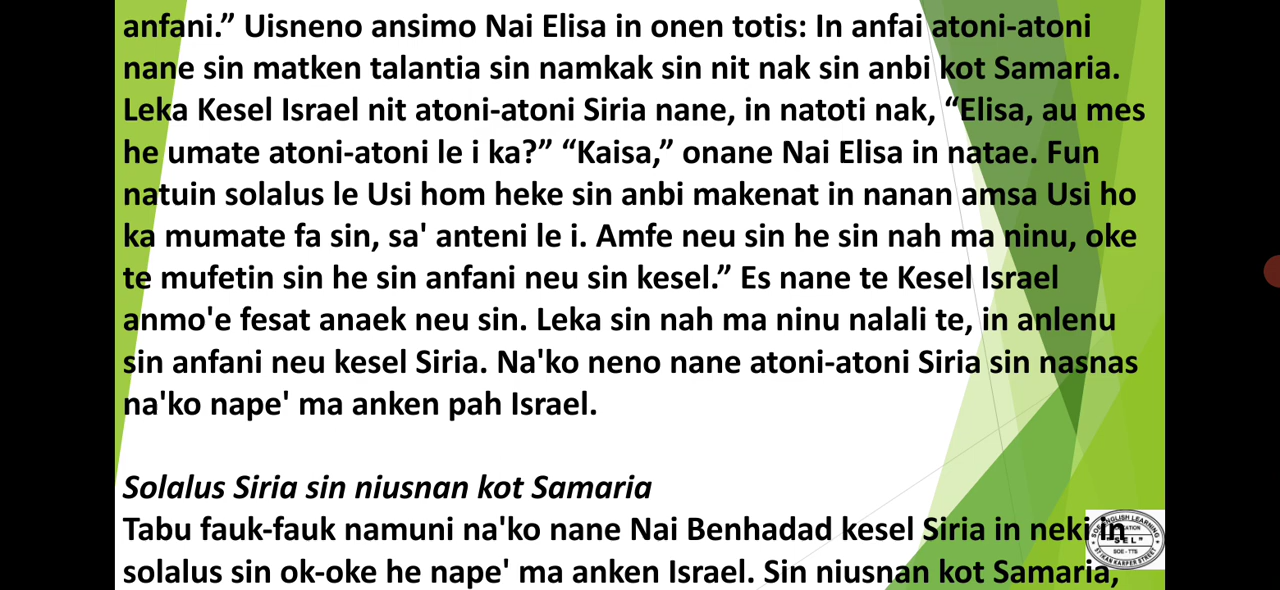 anfani.” Uisneno ansimo Nai Elisa in onen totis: In anfai atoni-atoni
nane sin matken talantia sin namkak sin nit nak sin anbi kot Samaria.
Leka Kesel Israel nit atoni-atoni Siria nane, in natoti nak, “Elisa, au mes
he umate atoni-atoni le i ka?” “Kaisa,” onane Nai Elisa in natae. Fun
natuin solalus le Usi hom heke sin anbi makenat in nanan amsa Usi ho
ka mumate fa sin, sa' anteni le i. Amfe neu sin he sin nah ma ninu, oke
te mufetin sin he sin anfani neu sin kesel.” Es nane te Kesel Israel
anmo'e fesat anaek neu sin. Leka sin nah ma ninu nalali te, in anlenu
sin anfani neu kesel Siria. Na'ko neno nane atoni-atoni Siria sin nasnas
na'ko nape' ma anken pah Israel.
Solalus Siria sin niusnan kot Samaria
Tabu fauk-fauk namuni na'ko nane Nai Benhadad kesel Siria in neki in
solalus sin ok-oke he nape' ma anken Israel. Sin niusnan kot Samaria,
SOE ENGLISH LEARNING
"SEL"
SOE - TTS